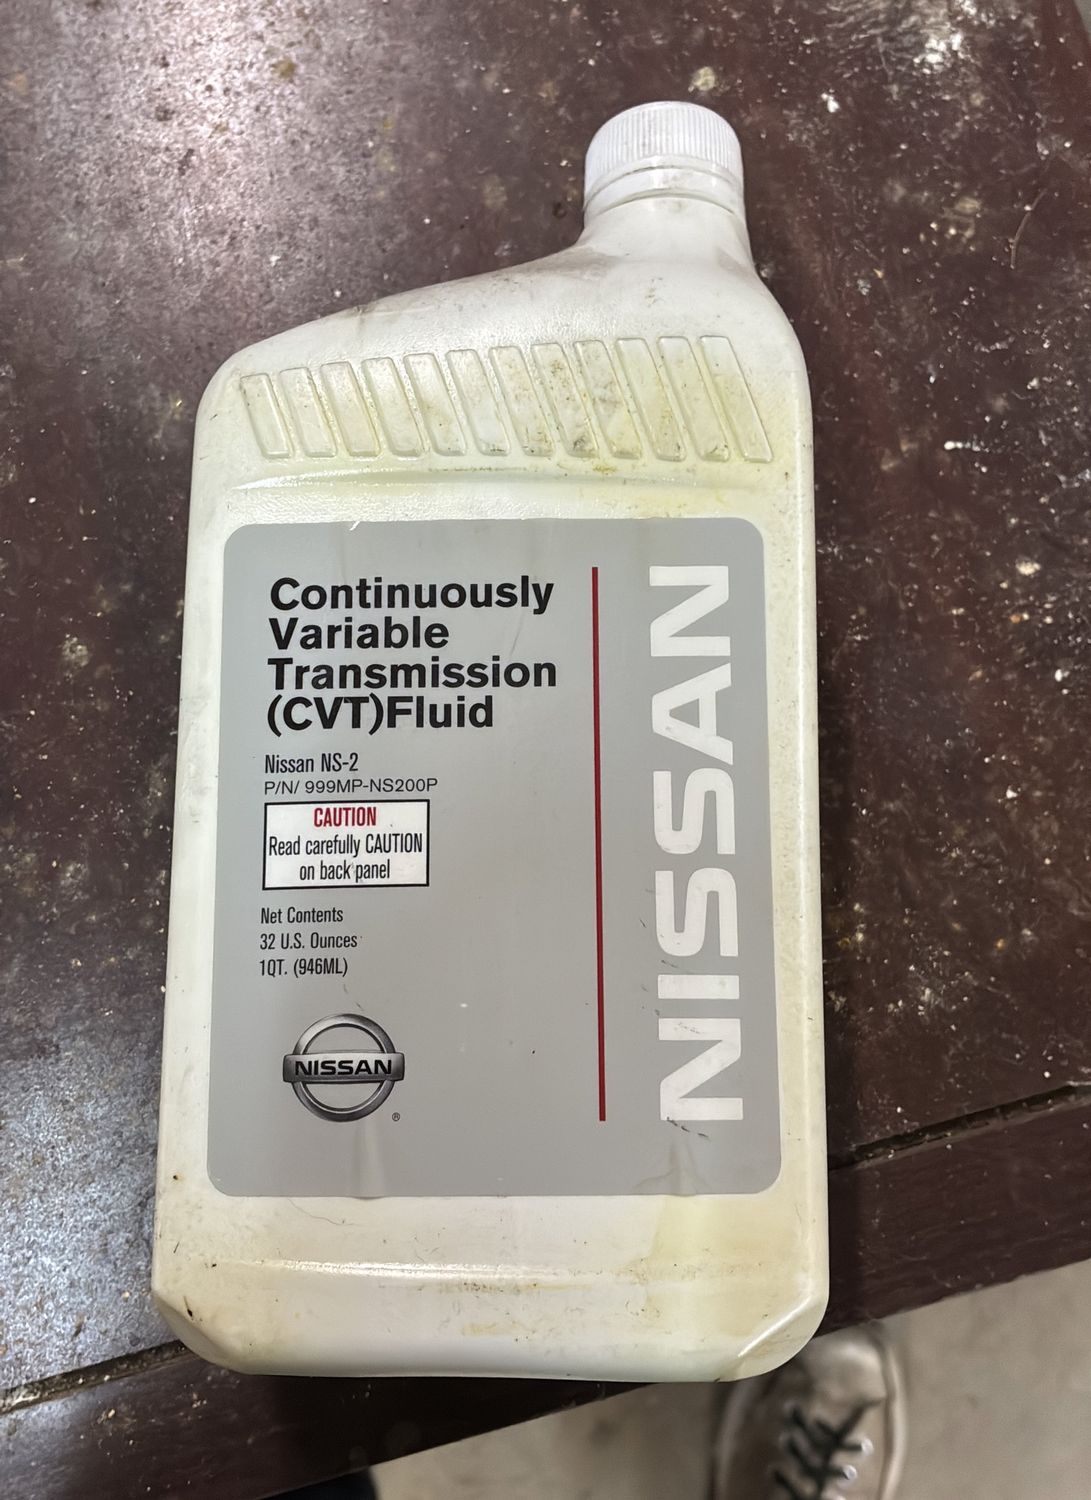 Continuously
Variable
Transmission
(CVT)Fluid
Nissan NS-2
P/N/ 999MP-NS200P
CAUTION
Read carefully CAUTION
on back panel
Net Contents
32 U.S. Ounces
1QT. (946ML)
NISSAN
®
NISSAN